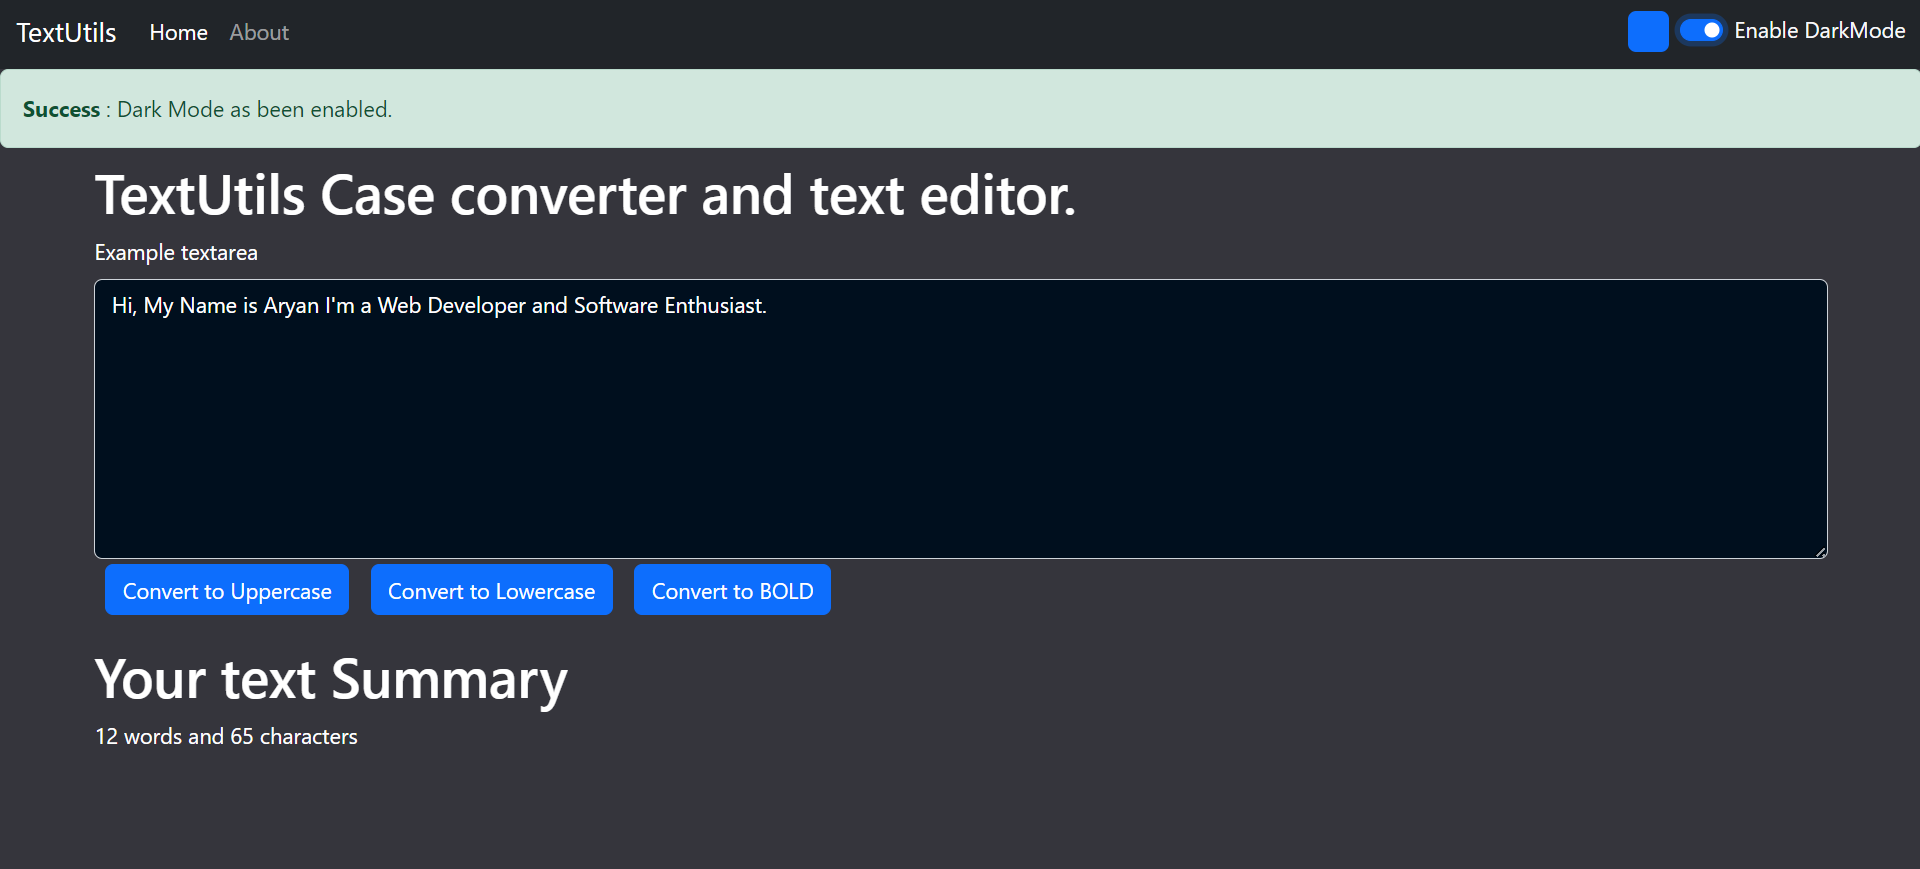 TextUtils Home About Enable DarkMode
Success : Dark Mode as been enabled.
TextUtils Case converter and text editor.
Example textarea
Hi, My Name is Aryan I'm a Web Developer and Software Enthusiast.
Convert to Uppercase Convert to Lowercase Convert to BOLD
Your text Summary
12 words and 65 characters